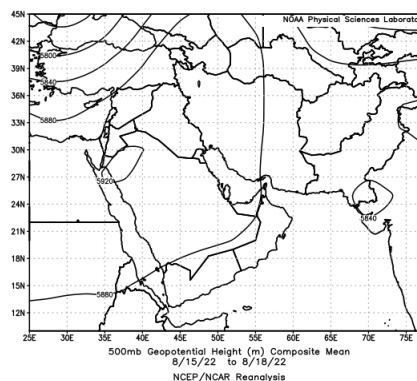 NOAA Physical Sciences Laborato
45N
42N
39N
36N
33N
30N
27N
24N
21N
18N
15N
12N
5800
5840
5880
5920
5840
5880
25E 30E 35E 40E 45E 50E 55E 60E 65E 70E 75E
500mb Geopotential Height (m) Composite Mean
8/15/22 to 8/18/22
NCEP/NCAR Reanalysis